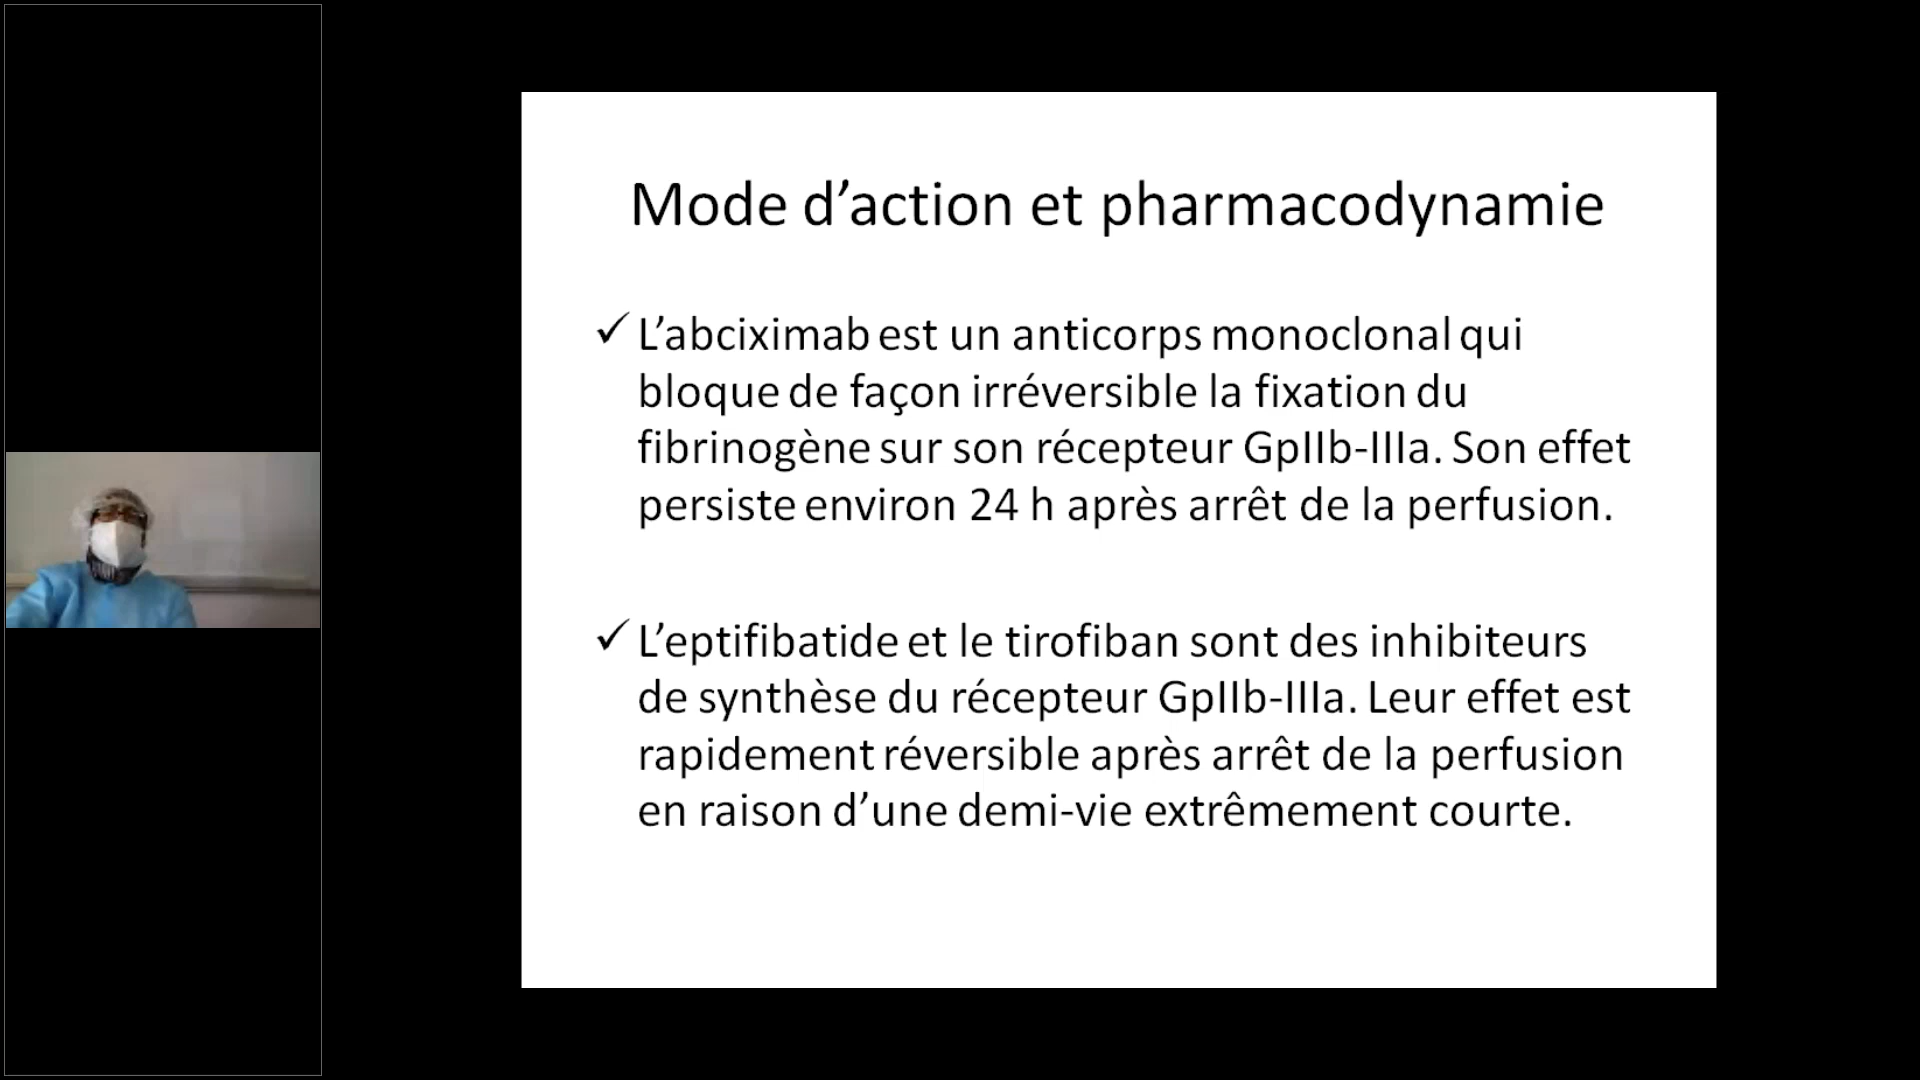 Mode d’action et pharmacodynamie
✓ L’abciximab est un anticorps monoclonal qui
bloque de façon irréversible la fixation du
fibrinogène sur son récepteur GpIIb-IIIa. Son effet
persiste environ 24 h après arrêt de la perfusion.
✓ L’eptifibatide et le tirofiban sont des inhibiteurs
de synthèse du récepteur GpIIb-IIIa. Leur effet est
rapidement réversible après arrêt de la perfusion
en raison d’une demi-vie extrêmement courte.